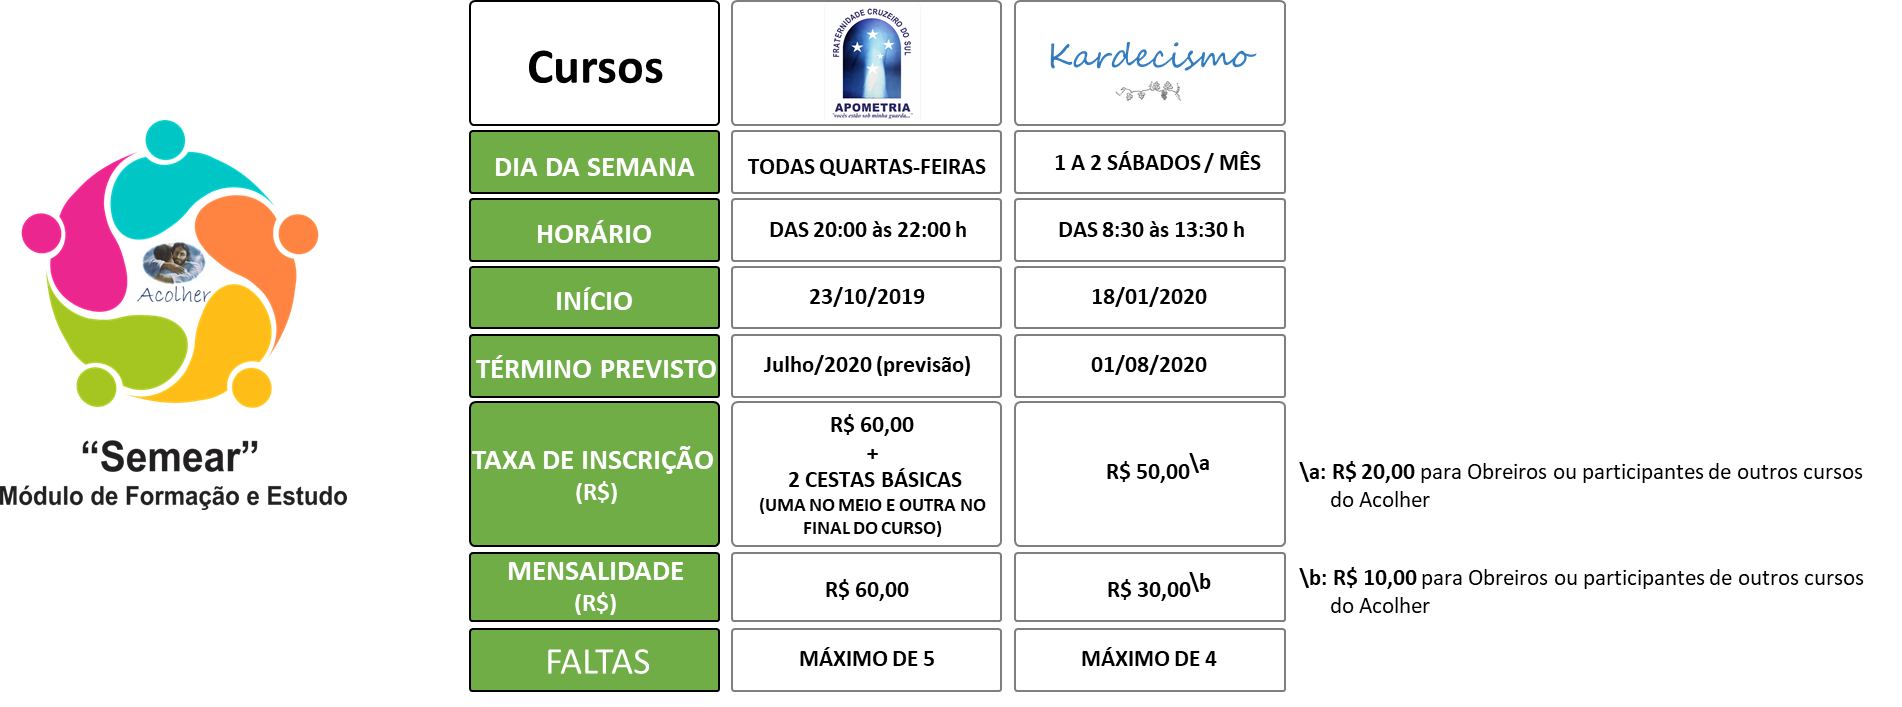 Acolher
“Semear”
Módulo de Formação e Estudo
Cursos
FRATERNIDADE CRUZEIRO DO SUL
APOMETRIA
"vocês estão sob minha guarda..."
Kardecismo
DIA DA SEMANA
TODAS QUARTAS-FEIRAS
1 A 2 SÁBADOS / MÊS
HORÁRIO
DAS 20:00 às 22:00 h
DAS 8:30 às 13:30 h
INÍCIO
23/10/2019
18/01/2020
TÉRMINO PREVISTO
Julho/2020 (previsão)
01/08/2020
TAXA DE INSCRIÇÃO
(R$)
R$ 60,00
+
2 CESTAS BÁSICAS
(UMA NO MEIO E OUTRA NO
FINAL DO CURSO)
R$ 50,00\a
\a: R$ 20,00 para Obreiros ou participantes de outros cursos
do Acolher
MENSALIDADE
(R$)
R$ 60,00
R$ 30,00\b
\b: R$ 10,00 para Obreiros ou participantes de outros cursos
do Acolher
FALTAS
MÁXIMO DE 5
MÁXIMO DE 4